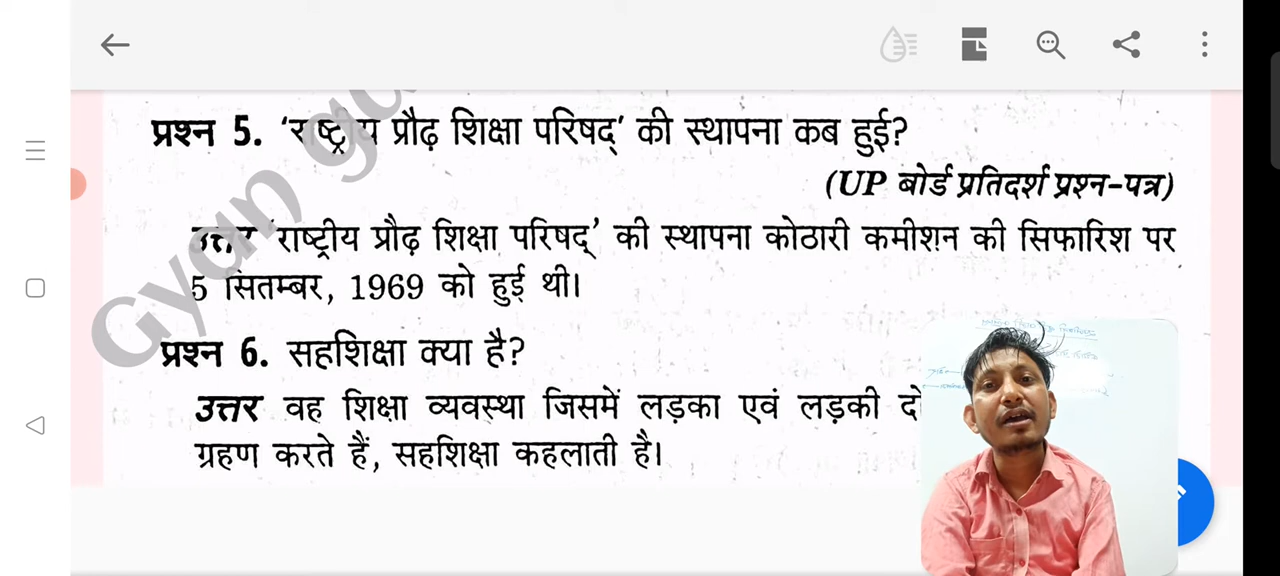 प्रश्न 5. 'राष्ट्रीय प्रौढ़ शिक्षा परिषद्' की स्थापना कब हुई?
(UP बोर्ड प्रतिदर्श प्रश्न-पत्र)
उत्तर 'राष्ट्रीय प्रौढ़ शिक्षा परिषद्' की स्थापना कोठारी कमीशन की सिफारिश पर
5 सितम्बर, 1969 को हुई थी।
प्रश्न 6. सहशिक्षा क्या है?
उत्तर वह शिक्षा व्यवस्था जिसमें लड़का एवं लड़की
ग्रहण करते हैं, सहशिक्षा कहलाती है।
Gyan